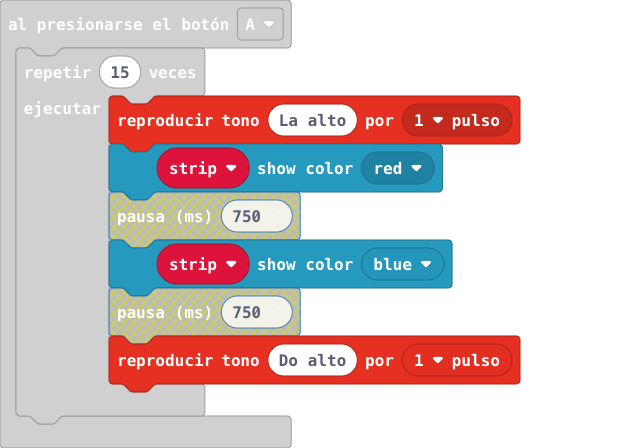 al presionarse el botón A
repetir 15 veces
ejecutar
reproducir tono La alto por 1 pulso
strip show color red
pausa (ms) 750
strip show color blue
pausa (ms) 750
reproducir tono Do alto por 1 pulso